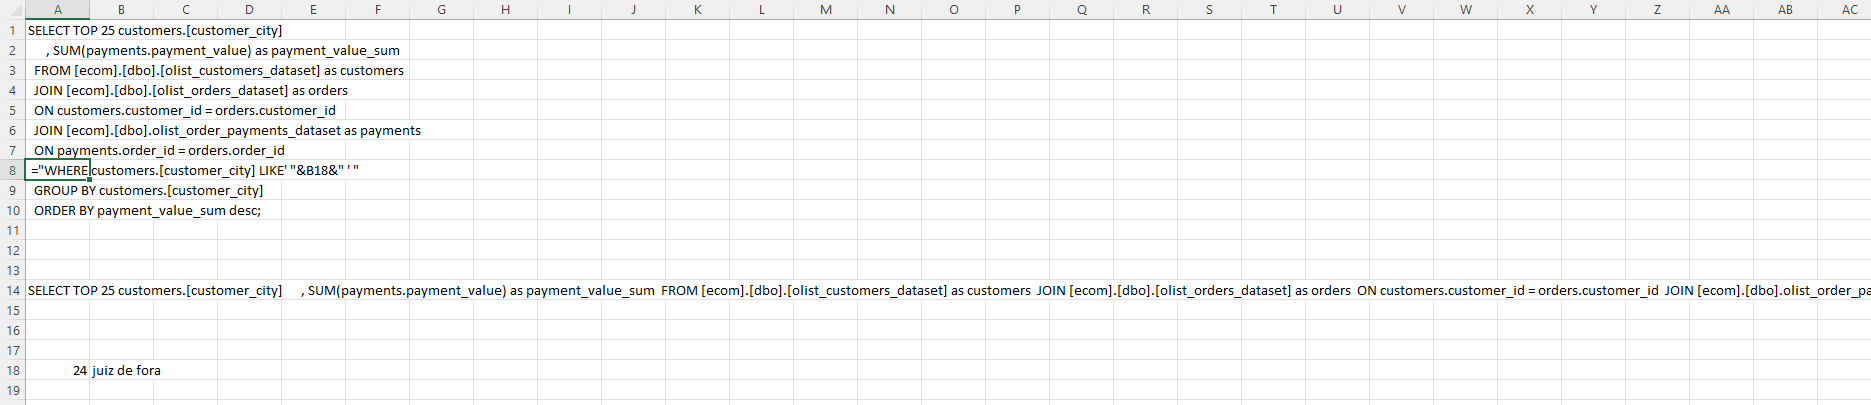 A B C D E F G H I J K L M N O P Q R S T U V W X Y Z AA AB AC
1 SELECT TOP 25 customers.[customer_city]
2 , SUM(payments.payment_value) as payment_value_sum
3 FROM [ecom].[dbo].[olist_customers_dataset] as customers
4 JOIN [ecom].[dbo].[olist_orders_dataset] as orders
5 ON customers.customer_id = orders.customer_id
6 JOIN [ecom].[dbo].olist_order_payments_dataset as payments
7 ON payments.order_id = orders.order_id
8 ="WHERE customers.[customer_city] LIKE' "&B18&" ' "
9 GROUP BY customers.[customer_city]
10 ORDER BY payment_value_sum desc;
11
12
13
14 SELECT TOP 25 customers.[customer_city] , SUM(payments.payment_value) as payment_value_sum FROM [ecom].[dbo].[olist_customers_dataset] as customers JOIN [ecom].[dbo].[olist_orders_dataset] as orders ON customers.customer_id = orders.customer_id JOIN [ecom].[dbo].olist_order_pa
15
16
17
18 24 juiz de fora
19